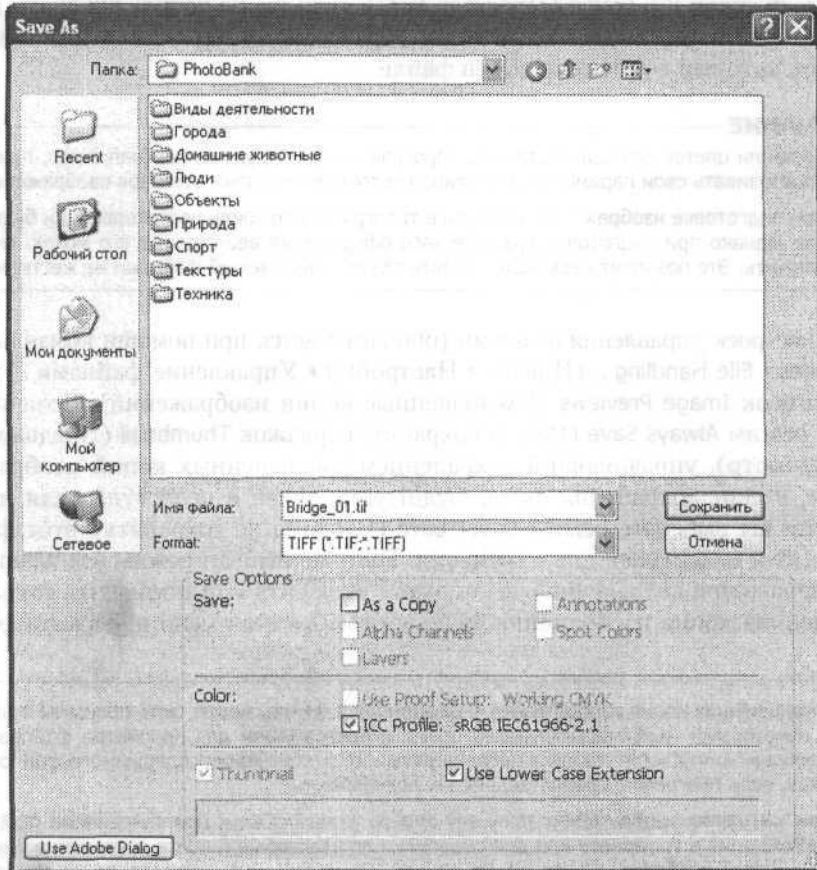 Save As
Папка: PhotoBank
Виды деятельности
Города
Домашние животные
Люди
Объекты
Природа
Спорт
Текстуры
Техника
Recent
Рабочий стол
Мои документы
Мой
компьютер
Сетевое
Имя файла: Bridge_01.tif Сохранить
Format: TIFF (*.TIF;*.TIFF) Отмена
Save Options
Save: As a Copy Annotations
Alpha Channels Spot Colors
Layers
Color: Use Proof Setup: Working CMYK
ICC Profile: sRGB IEC61966-2.1
Thumbnail Use Lower Case Extension
Use Adobe Dialog